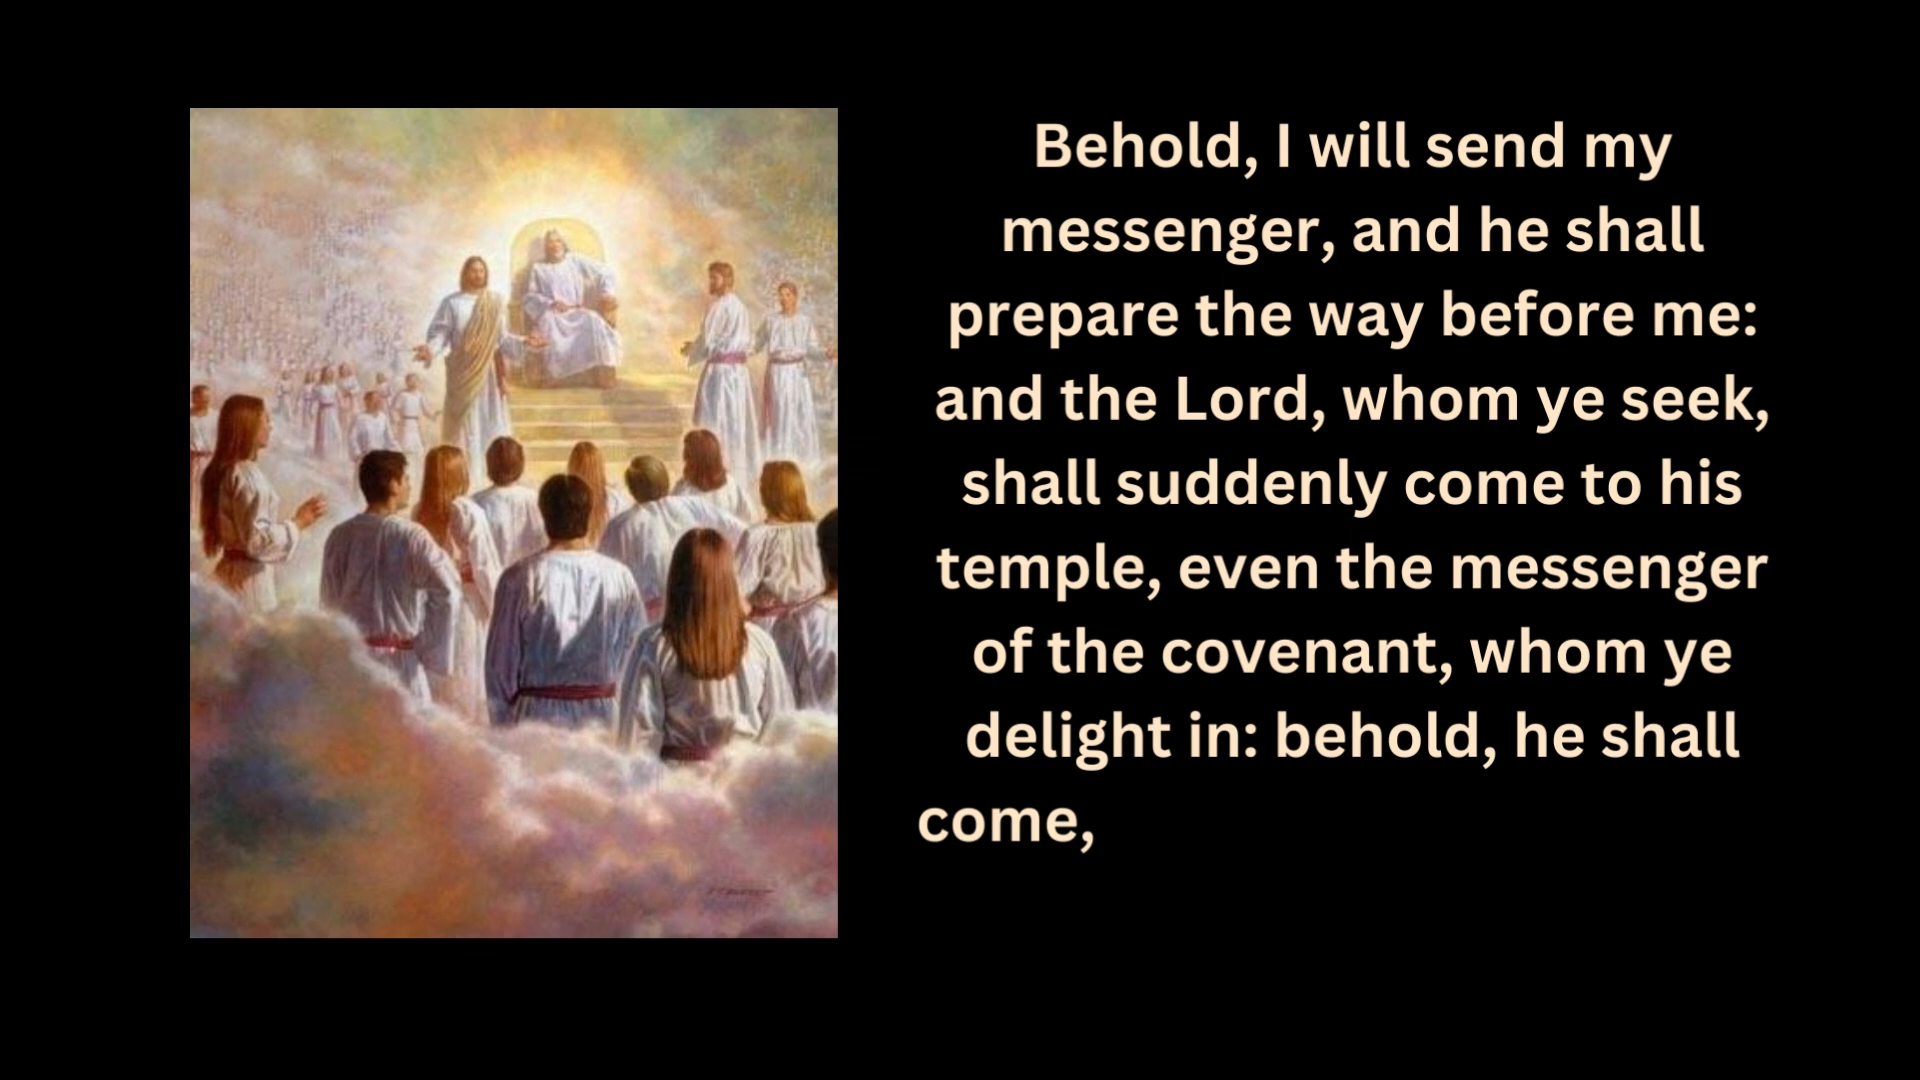 Behold, I will send my
messenger, and he shall
prepare the way before me:
and the Lord, whom ye seek,
shall suddenly come to his
temple, even the messenger
of the covenant, whom ye
delight in: behold, he shall
come,